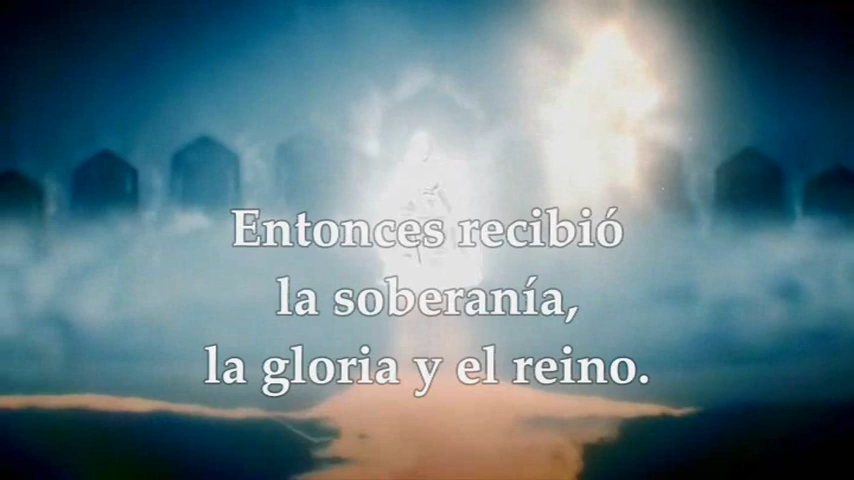 Entonces recibió
la soberanía,
la gloria y el reino.